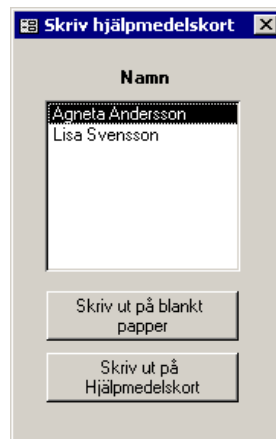 Skriv hjälpmedelskort
Namn
Agneta Andersson
Lisa Svensson
Skriv ut på blankt
papper
Skriv ut på
Hjälpmedelskort